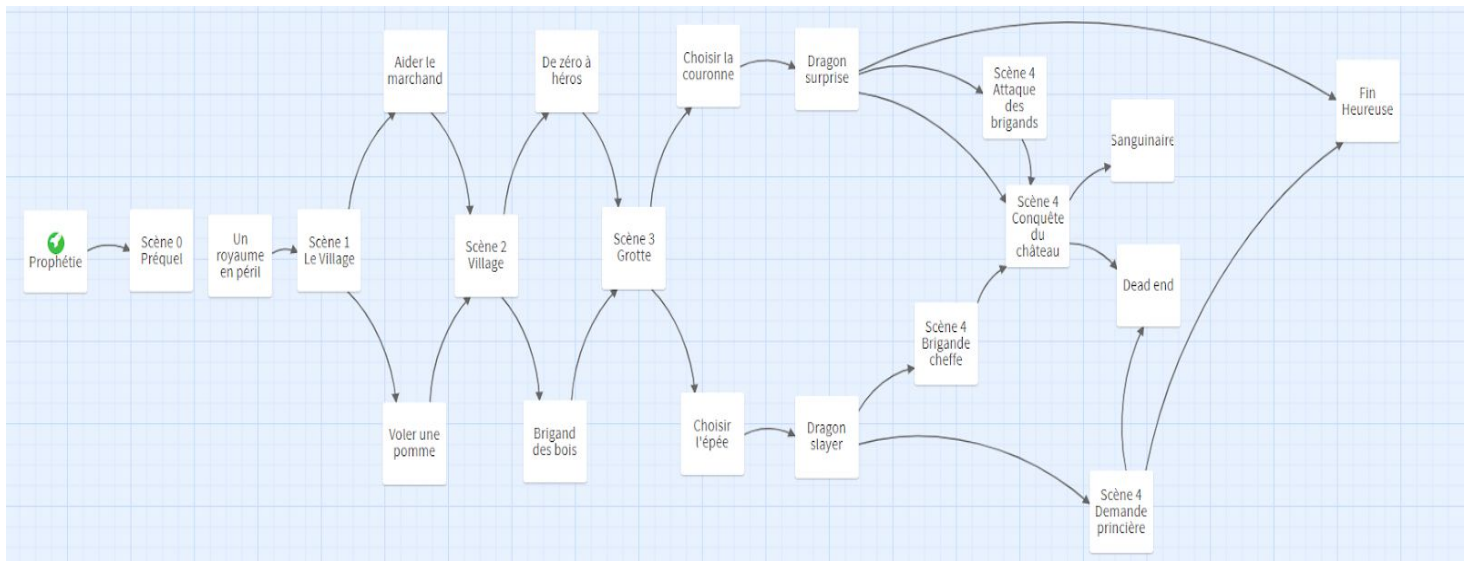 Prophétie
Scène 0
Préquel
Un
royaume
en péril
Scène 1
Le Village
Aider le
marchand
Voler une
pomme
Scène 2
Village
De zéro à
héros
Brigand
des bois
Scène 3
Grotte
Choisir la
couronne
Choisir
l'épée
Dragon
surprise
Dragon
slayer
Scène 4
Attaque
des
brigands
Scène 4
Brigande
cheffe
Scène 4
Conquête
du
château
Sanguinaire
Dead end
Scène 4
Demande
princière
Fin
Heureuse